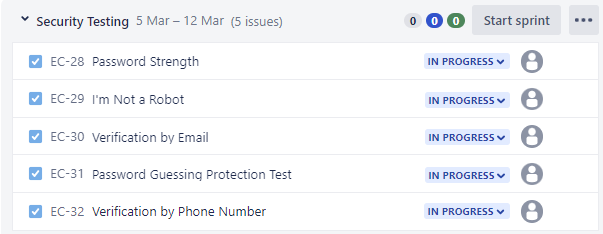 Security Testing 5 Mar – 12 Mar (5 issues) 0 0 0 Start sprint
EC-28 Password Strength IN PROGRESS
EC-29 I'm Not a Robot IN PROGRESS
EC-30 Verification by Email IN PROGRESS
EC-31 Password Guessing Protection Test IN PROGRESS
EC-32 Verification by Phone Number IN PROGRESS